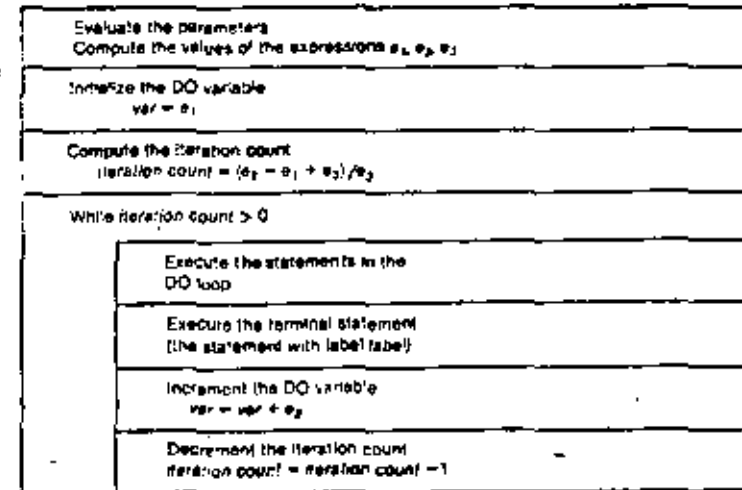 Evaluate the parameters
Compute the values of the expressions e₁, e₂, e₃
Initialize the DO variable
var = e₁
Compute the iteration count
iteration count = (e₂ − e₁ + e₃)/e₃
While iteration count > 0
Execute the statements in the
DO loop
Execute the terminal statement
(the statement with label label)
Increment the DO variable
var = var + e₃
Decrement the iteration count
iteration count = iteration count −1